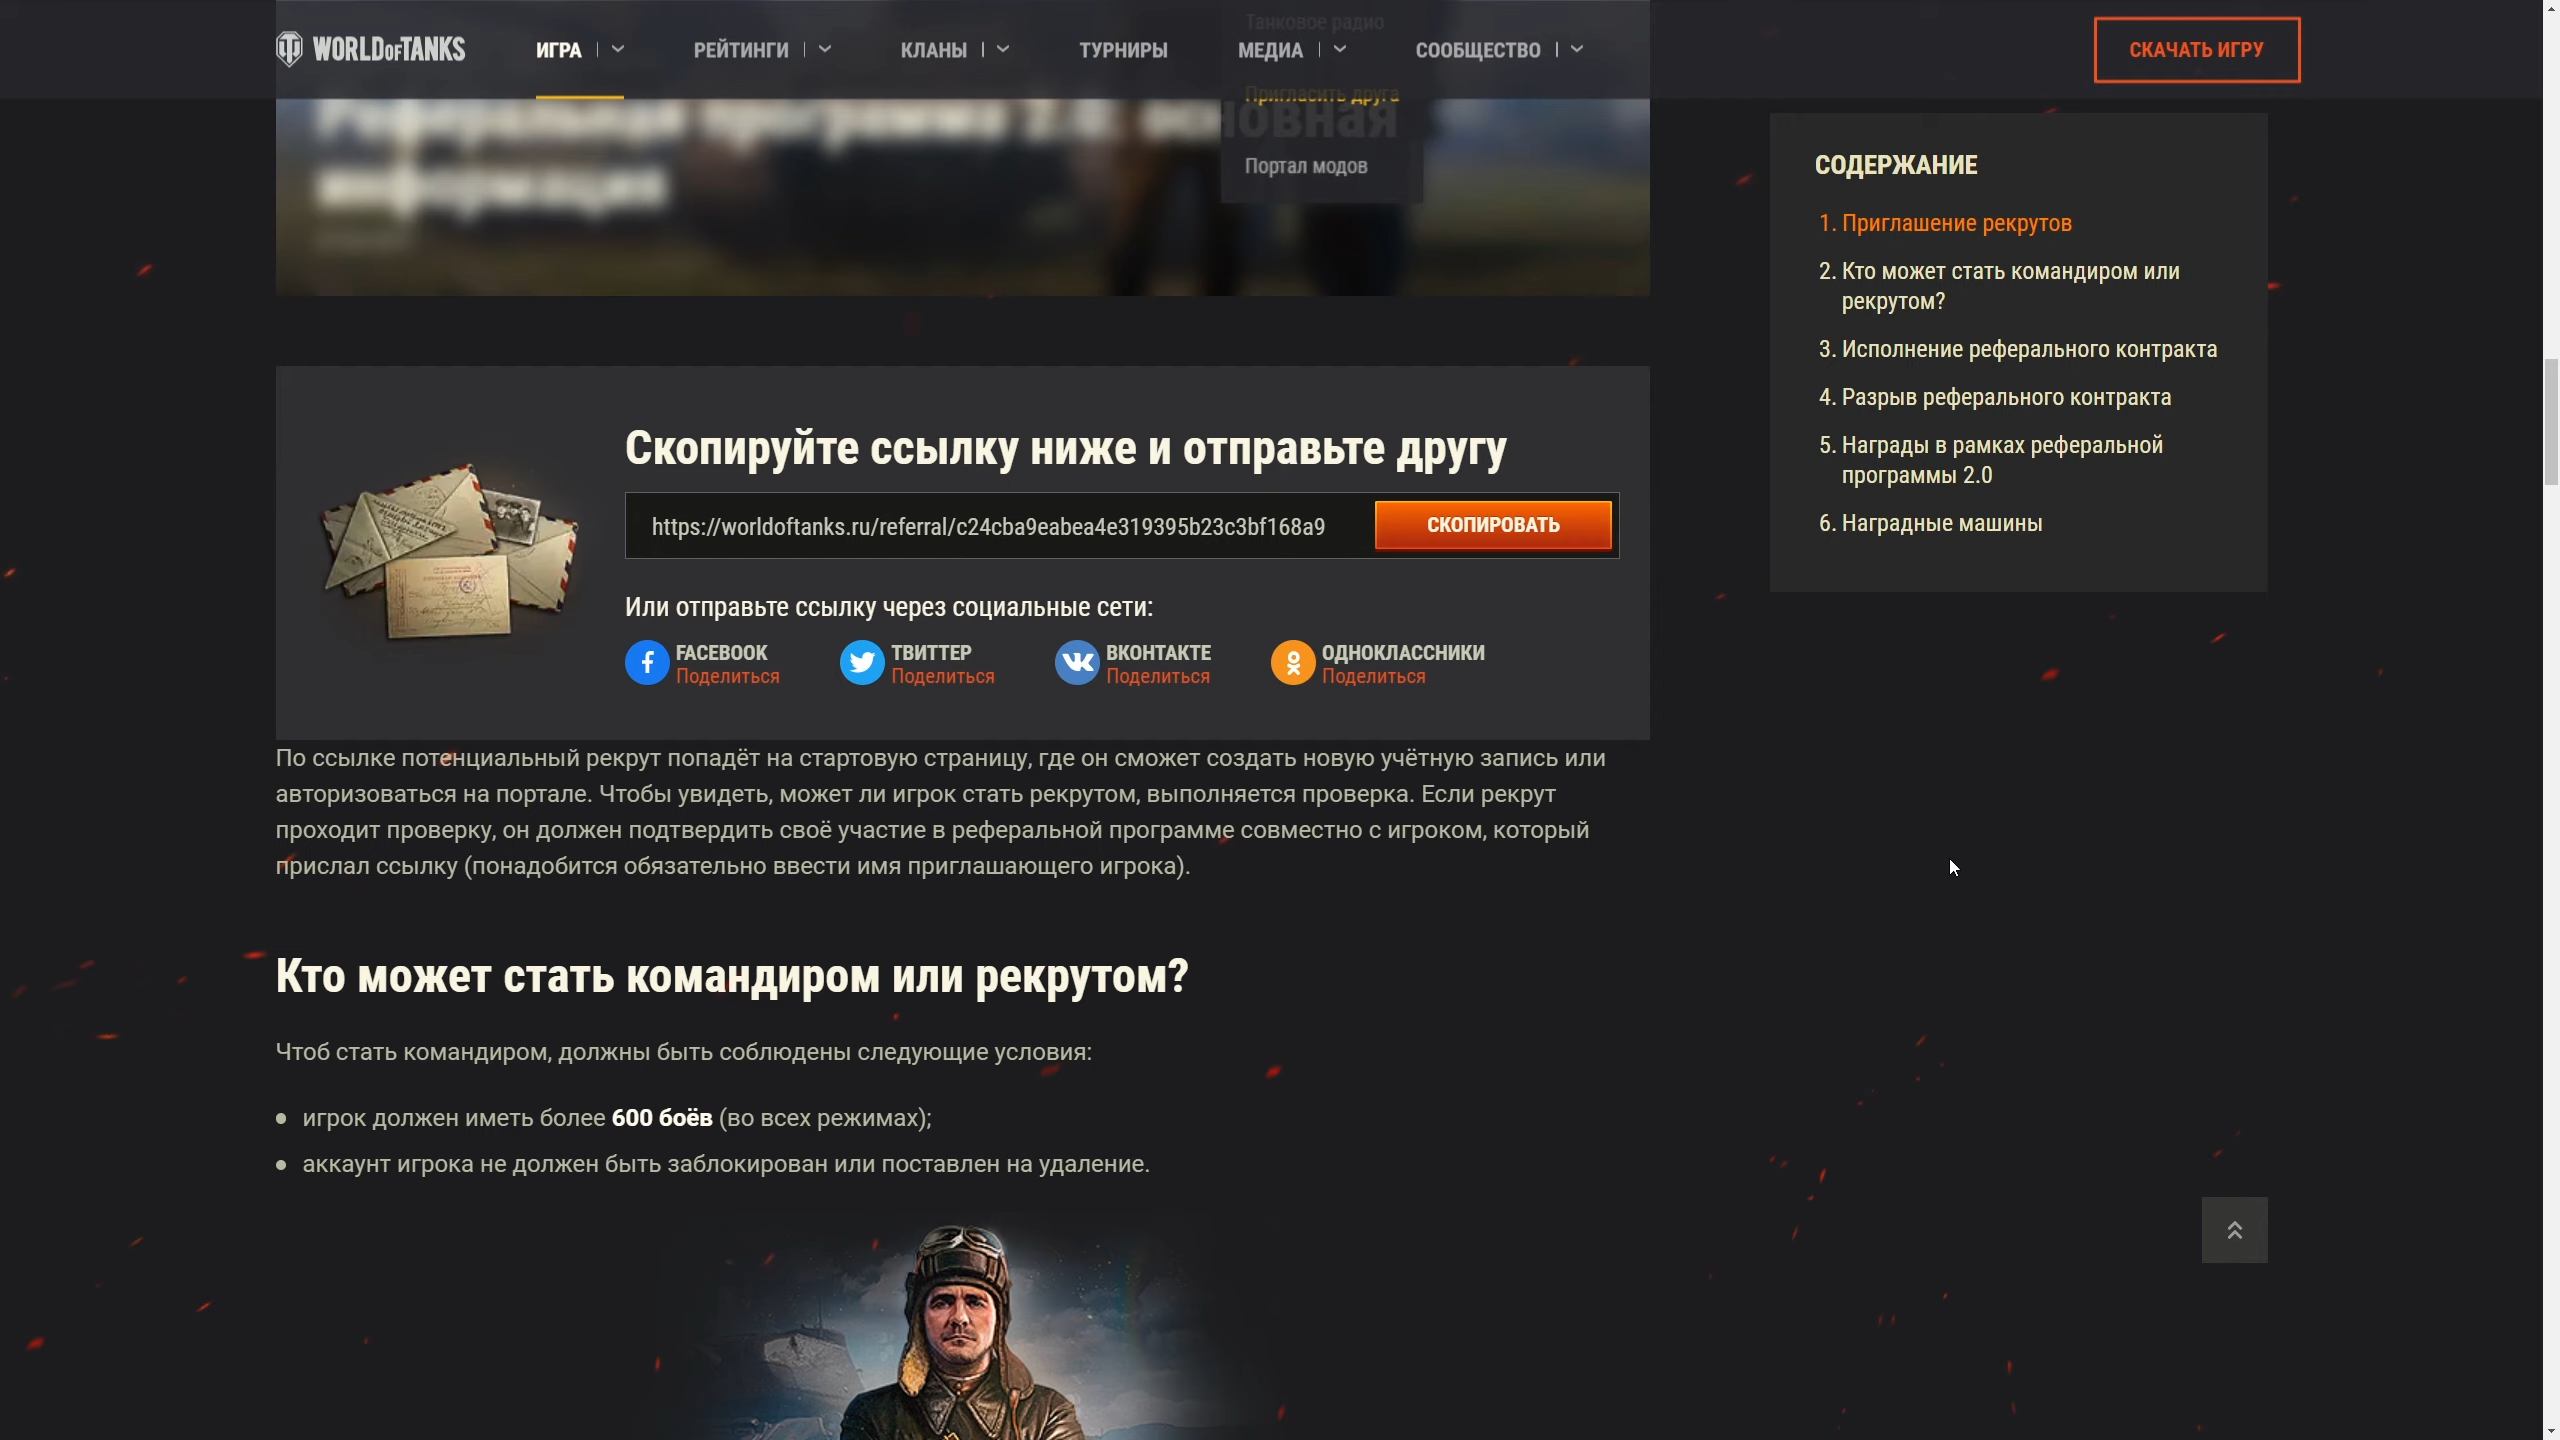 Танковое радио
WORLD OF TANKS
ИГРА
РЕЙТИНГИ
КЛАНЫ
ТУРНИРЫ
МЕДИА
СООБЩЕСТВО
СКАЧАТЬ ИГРУ
Пригласить друга
Портал модов
Реферальная программа 2.0: основная
информация
Скопируйте ссылку ниже и отправьте другу
https://worldoftanks.ru/referral/c24cba9eabea4e319395b23c3bf168a9
СКОПИРОВАТЬ
Или отправьте ссылку через социальные сети:
FACEBOOK
Поделиться
ТВИТТЕР
Поделиться
ВКОНТАКТЕ
Поделиться
ОДНОКЛАССНИКИ
Поделиться
По ссылке потенциальный рекрут попадёт на стартовую страницу, где он сможет создать новую учётную запись или
авторизоваться на портале. Чтобы увидеть, может ли игрок стать рекрутом, выполняется проверка. Если рекрут
проходит проверку, он должен подтвердить своё участие в реферальной программе совместно с игроком, который
прислал ссылку (понадобится обязательно ввести имя приглашающего игрока).
Кто может стать командиром или рекрутом?
Чтоб стать командиром, должны быть соблюдены следующие условия:
игрок должен иметь более 600 боёв (во всех режимах);
аккаунт игрока не должен быть заблокирован или поставлен на удаление.
СОДЕРЖАНИЕ
1. Приглашение рекрутов
2. Кто может стать командиром или
рекрутом?
3. Исполнение реферального контракта
4. Разрыв реферального контракта
5. Награды в рамках реферальной
программы 2.0
6. Наградные машины